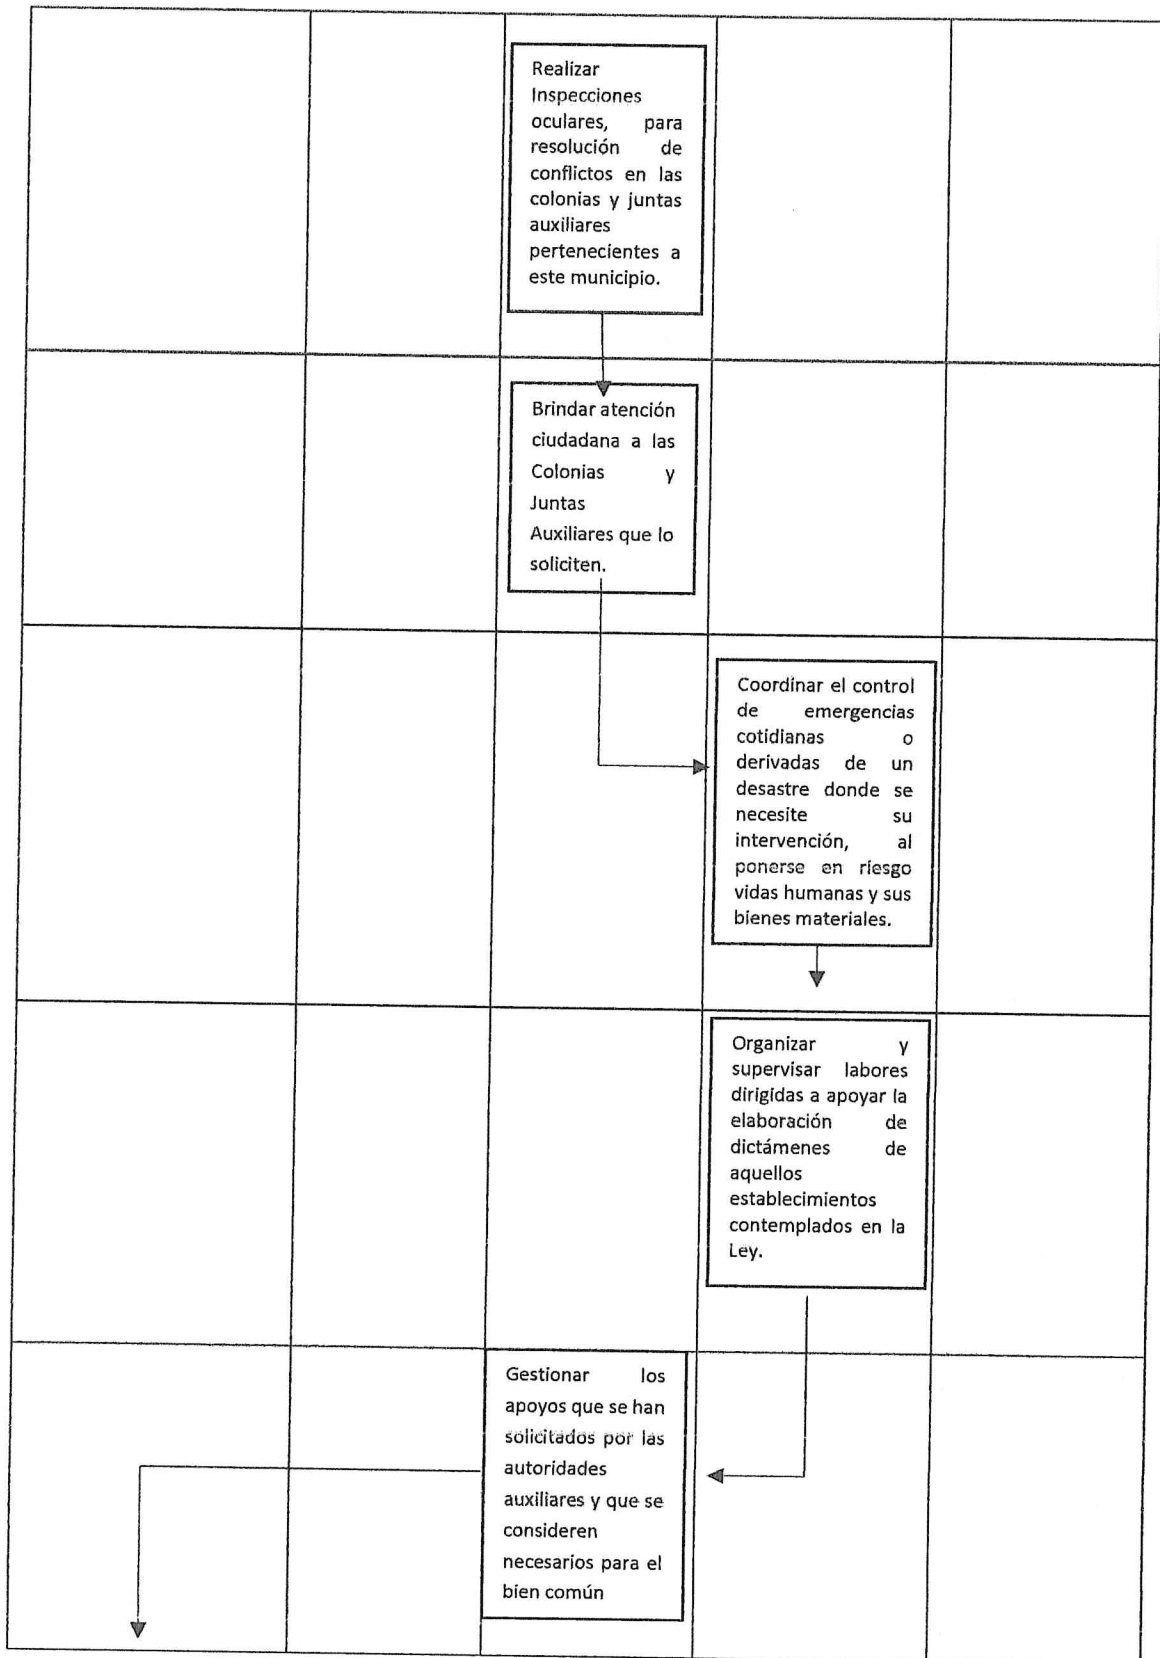 Realizar
Inspecciones
oculares, para
resolución de
conflictos en las
colonias y juntas
auxiliares
pertenecientes a
este municipio.
Brindar atención
ciudadana a las
Colonias y
Juntas
Auxiliares que lo
soliciten.
Coordinar el control
de emergencias
cotidianas o
derivadas de un
desastre donde se
necesite su
intervención, al
ponerse en riesgo
vidas humanas y sus
bienes materiales.
Organizar y
supervisar labores
dirigidas a apoyar la
elaboración de
dictámenes de
aquellos
establecimientos
contemplados en la
Ley.
Gestionar los
apoyos que se han
solicitados por las
autoridades
auxiliares y que se
consideren
necesarios para el
bien común